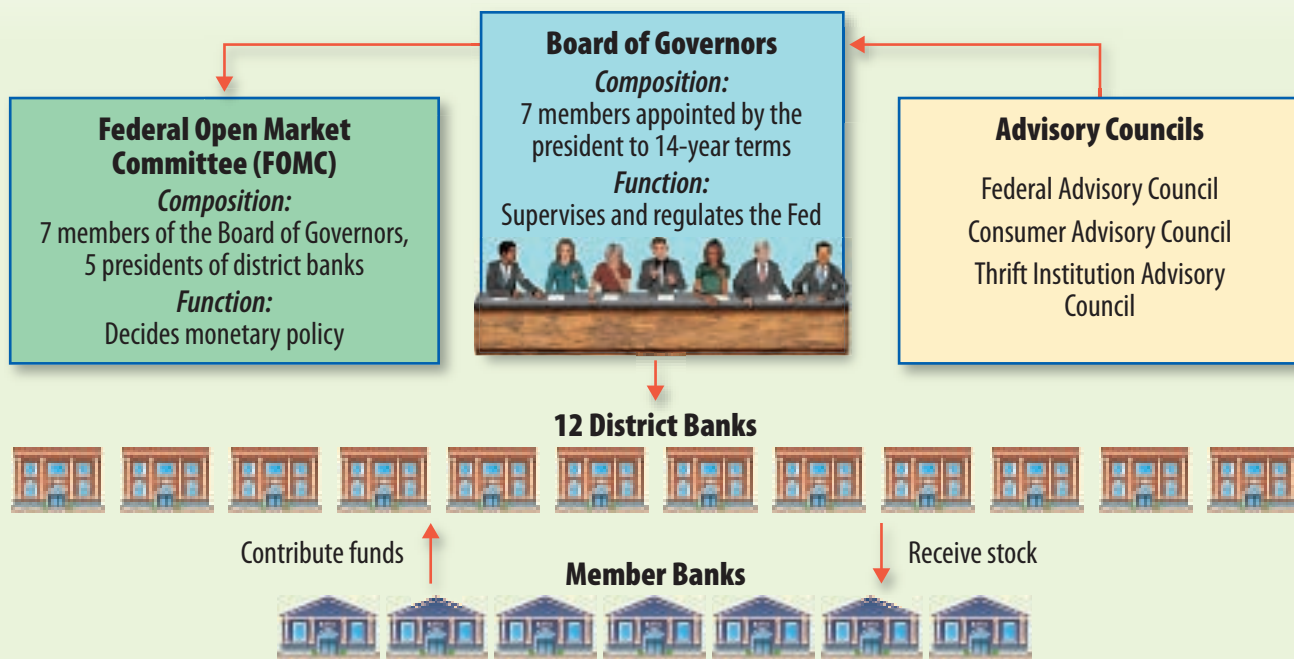 Board of Governors
Composition:
7 members appointed by the
president to 14-year terms
Function:
Supervises and regulates the Fed
Federal Open Market
Committee (FOMC)
Composition:
7 members of the Board of Governors,
5 presidents of district banks
Function:
Decides monetary policy
Advisory Councils
Federal Advisory Council
Consumer Advisory Council
Thrift Institution Advisory
Council
12 District Banks
Contribute funds
Receive stock
Member Banks